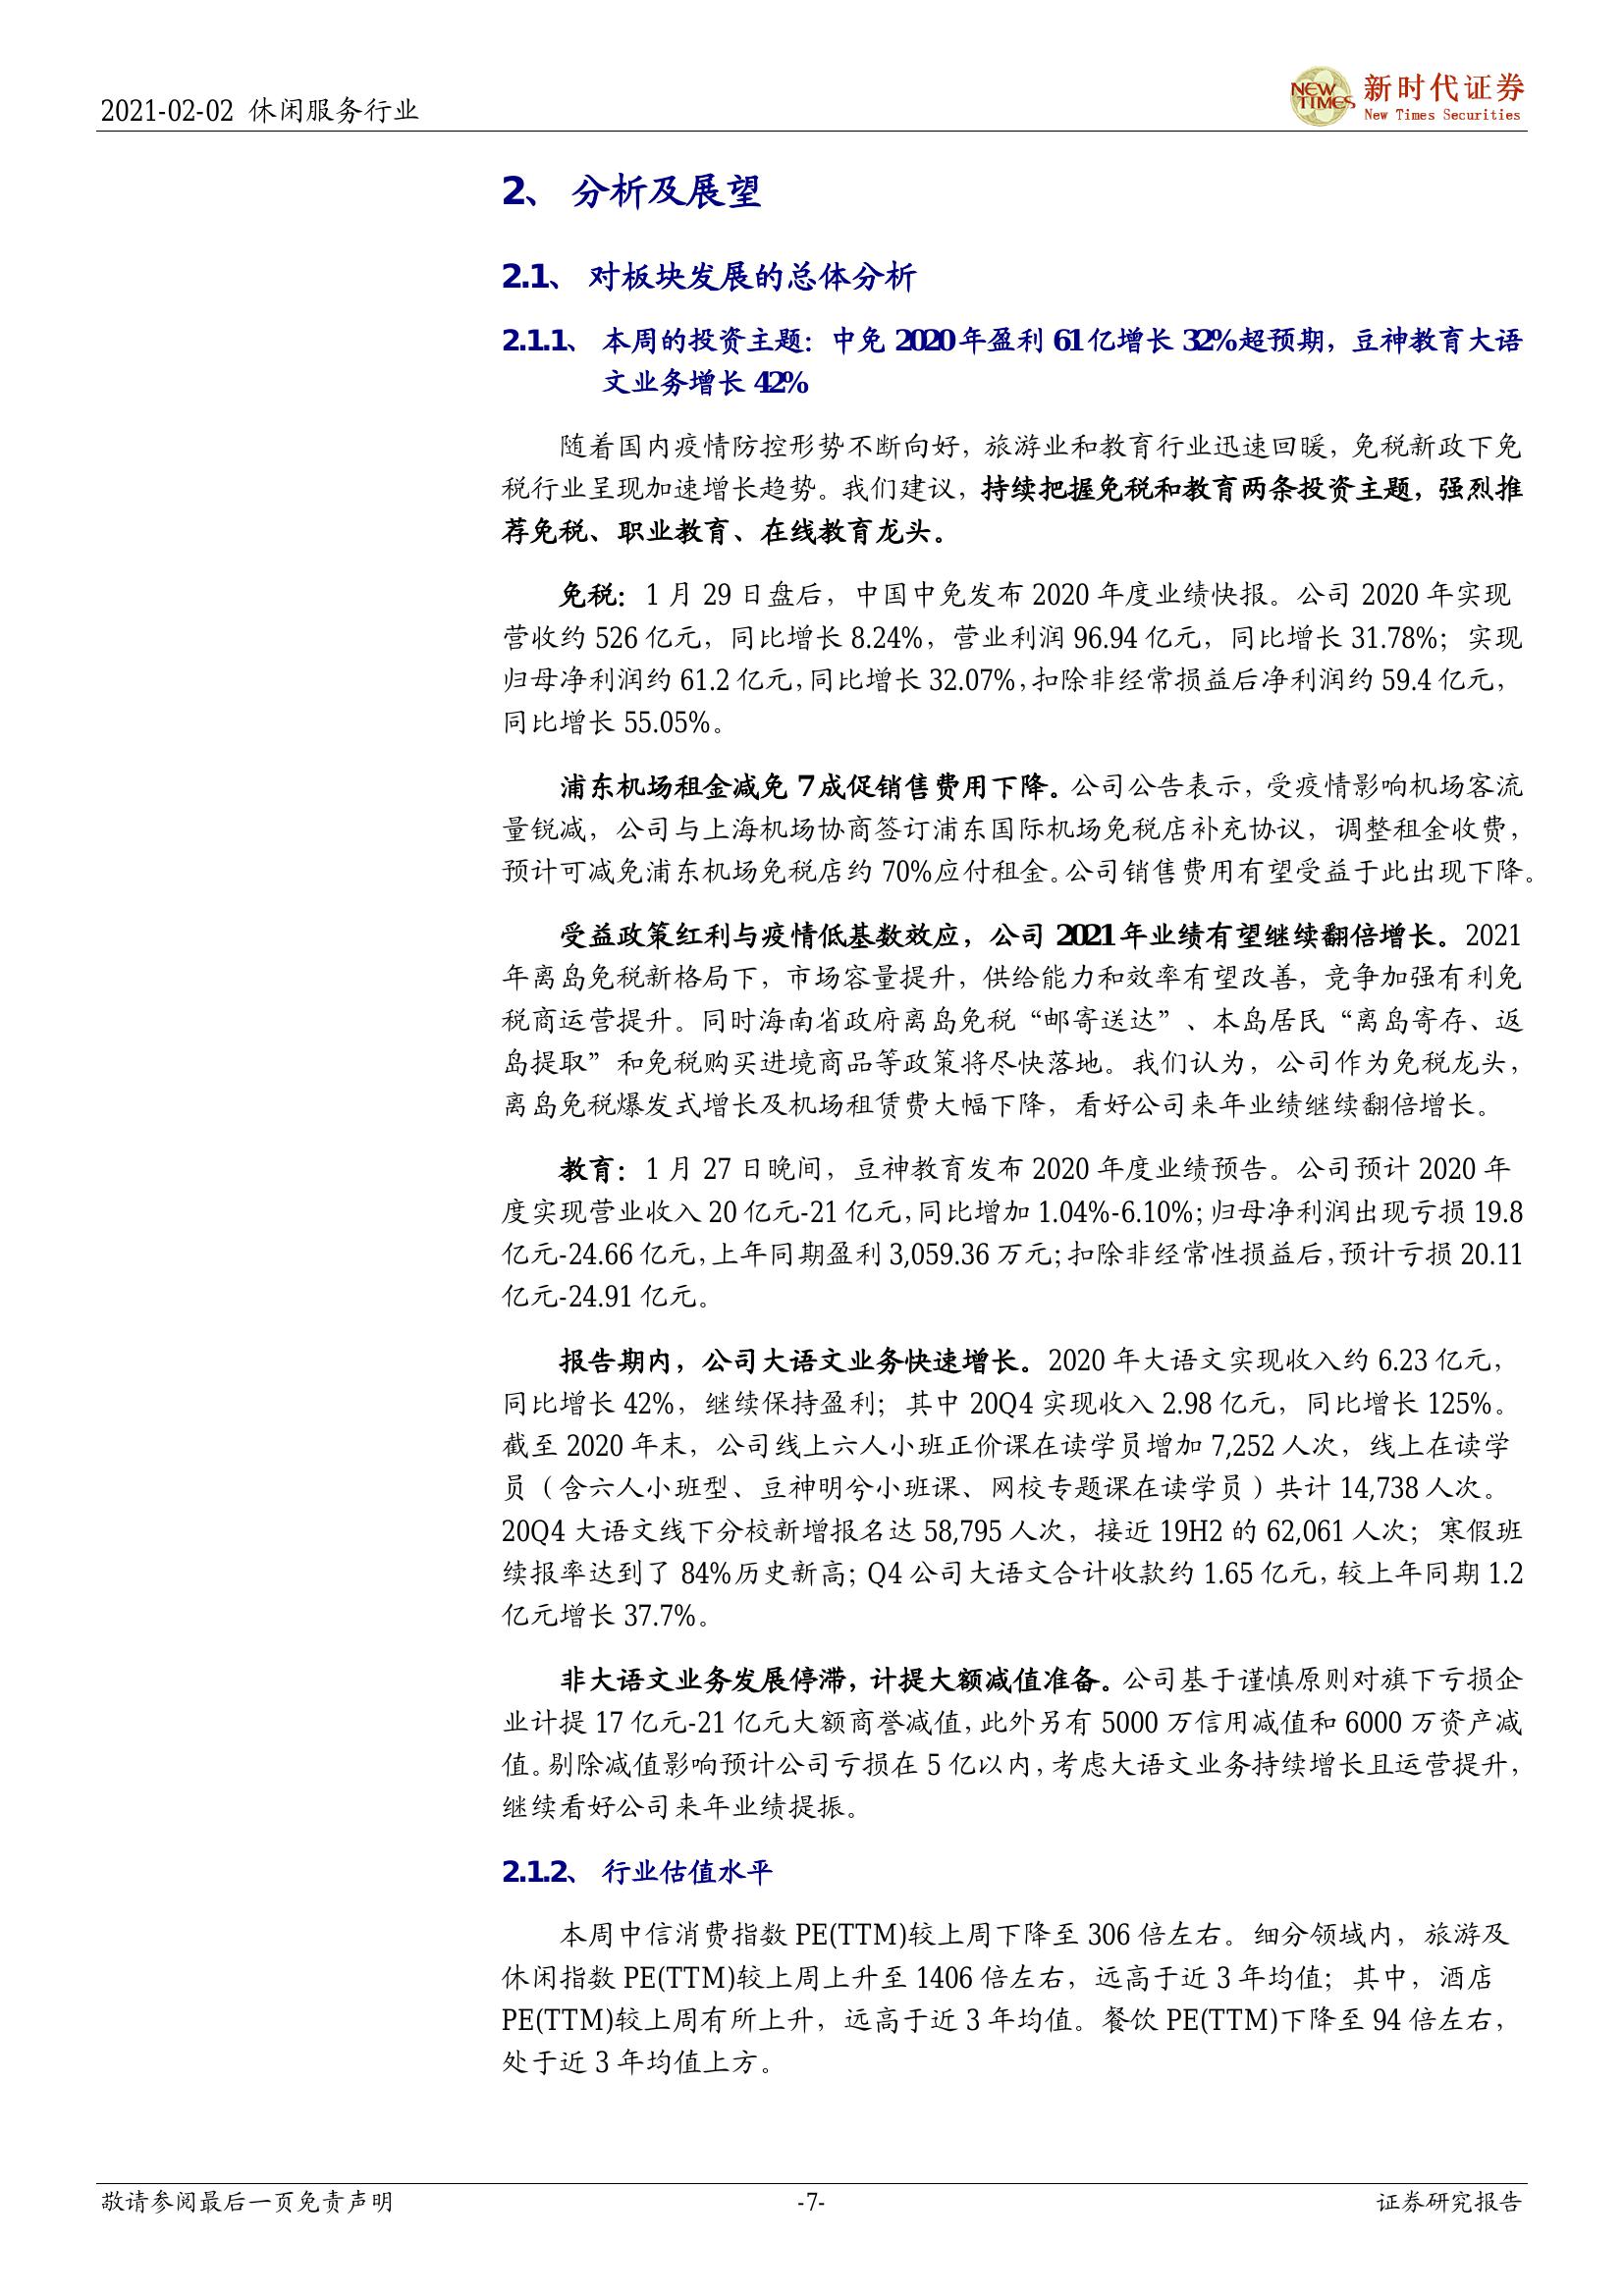 2021-02-02 休闲服务行业
NEW TIMES 新时代证券
New Times Securities
2、 分析及展望
2.1、 对板块发展的总体分析
2.1.1、 本周的投资主题：中免 2020 年盈利 61 亿增长 32%超预期，豆神教育大语
文业务增长 42%
随着国内疫情防控形势不断向好，旅游业和教育行业迅速回暖，免税新政下免
税行业呈现加速增长趋势。我们建议，持续把握免税和教育两条投资主题，强烈推
荐免税、职业教育、在线教育龙头。
免税：1 月 29 日盘后，中国中免发布 2020 年度业绩快报。公司 2020 年实现
营收约 526 亿元，同比增长 8.24%，营业利润 96.94 亿元，同比增长 31.78%；实现
归母净利润约 61.2 亿元，同比增长 32.07%，扣除非经常损益后净利润约 59.4 亿元，
同比增长 55.05%。
浦东机场租金减免 7 成促销售费用下降。公司公告表示，受疫情影响机场客流
量锐减，公司与上海机场协商签订浦东国际机场免税店补充协议，调整租金收费，
预计可减免浦东机场免税店约 70%应付租金。公司销售费用有望受益于此出现下降。
受益政策红利与疫情低基数效应，公司 2021 年业绩有望继续翻倍增长。2021
年离岛免税新格局下，市场容量提升，供给能力和效率有望改善，竞争加强有利免
税商运营提升。同时海南省政府离岛免税“邮寄送达”、本岛居民“离岛寄存、返
岛提取”和免税购买进境商品等政策将尽快落地。我们认为，公司作为免税龙头，
离岛免税爆发式增长及机场租赁费大幅下降，看好公司来年业绩继续翻倍增长。
教育：1 月 27 日晚间，豆神教育发布 2020 年度业绩预告。公司预计 2020 年
度实现营业收入 20 亿元-21 亿元，同比增加 1.04%-6.10%；归母净利润出现亏损 19.8
亿元-24.66 亿元，上年同期盈利 3,059.36 万元；扣除非经常性损益后，预计亏损 20.11
亿元-24.91 亿元。
报告期内，公司大语文业务快速增长。2020 年大语文实现收入约 6.23 亿元，
同比增长 42%，继续保持盈利；其中 20Q4 实现收入 2.98 亿元，同比增长 125%。
截至 2020 年末，公司线上六人小班正价课在读学员增加 7,252 人次，线上在读学
员（含六人小班型、豆神明兮小班课、网校专题课在读学员）共计 14,738 人次。
20Q4 大语文线下分校新增报名达 58,795 人次，接近 19H2 的 62,061 人次；寒假班
续报率达到了 84%历史新高；Q4 公司大语文合计收款约 1.65 亿元，较上年同期 1.2
亿元增长 37.7%。
非大语文业务发展停滞，计提大额减值准备。公司基于谨慎原则对旗下亏损企
业计提 17 亿元-21 亿元大额商誉减值，此外另有 5000 万信用减值和 6000 万资产减
值。剔除减值影响预计公司亏损在 5 亿以内，考虑大语文业务持续增长且运营提升，
继续看好公司来年业绩提振。
2.1.2、 行业估值水平
本周中信消费指数 PE(TTM)较上周下降至 306 倍左右。细分领域内，旅游及
休闲指数 PE(TTM)较上周上升至 1406 倍左右，远高于近 3 年均值；其中，酒店
PE(TTM)较上周有所上升，远高于近 3 年均值。餐饮 PE(TTM)下降至 94 倍左右，
处于近 3 年均值上方。
敬请参阅最后一页免责声明 -7- 证券研究报告